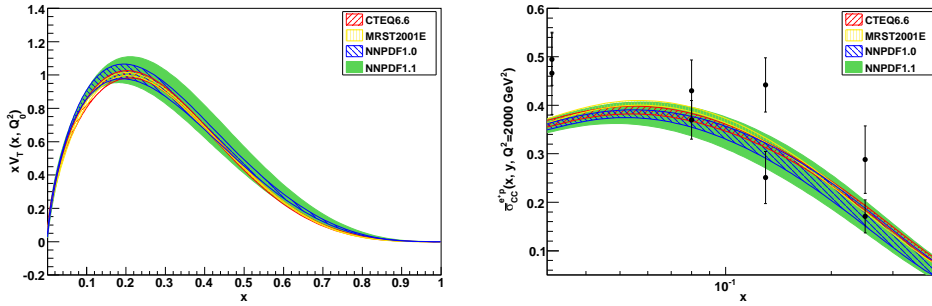 x V_T (x, Q_0^2)
1.4
1.2
1
0.8
0.6
0.4
0.2
0
-0.2
0.1 0.2 0.3 0.4 0.5 0.6 0.7 0.8 0.9 1
x
CTEQ6.6
MRST2001E
NNPDF1.0
NNPDF1.1
σ̅_CC^{e+p}(x, y, Q^2=2000 GeV^2)
0.6
0.5
0.4
0.3
0.2
0.1
10^-1
x
CTEQ6.6
MRST2001E
NNPDF1.0
NNPDF1.1